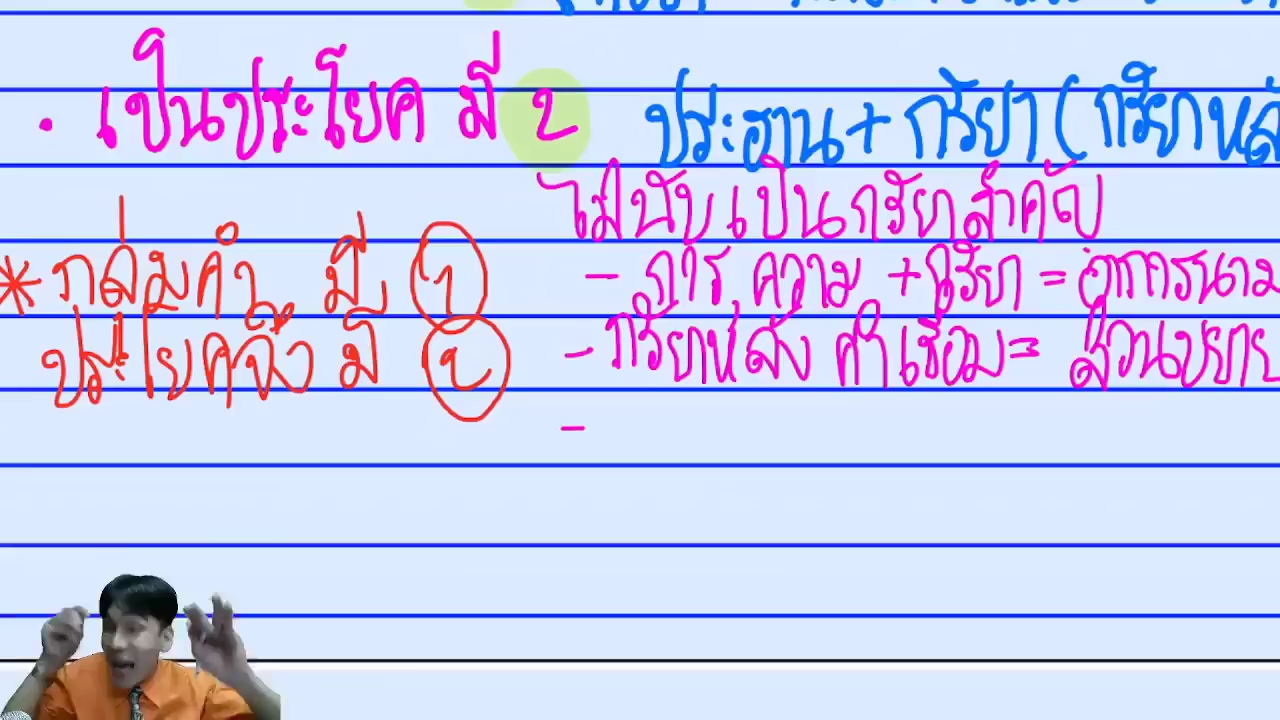 . เป็นประโยค มี 2 ประธาน + กริยา (กริยาหลั
ไม่นับเป็นกริยาสำคัญ
* กลุ่มคำ มี 1 - การ, ความ + กริยา = อาการนาม
ประโยคจึง มี 2 - กริยาหลัง คำเชื่อม = ส่วนขยาย
-